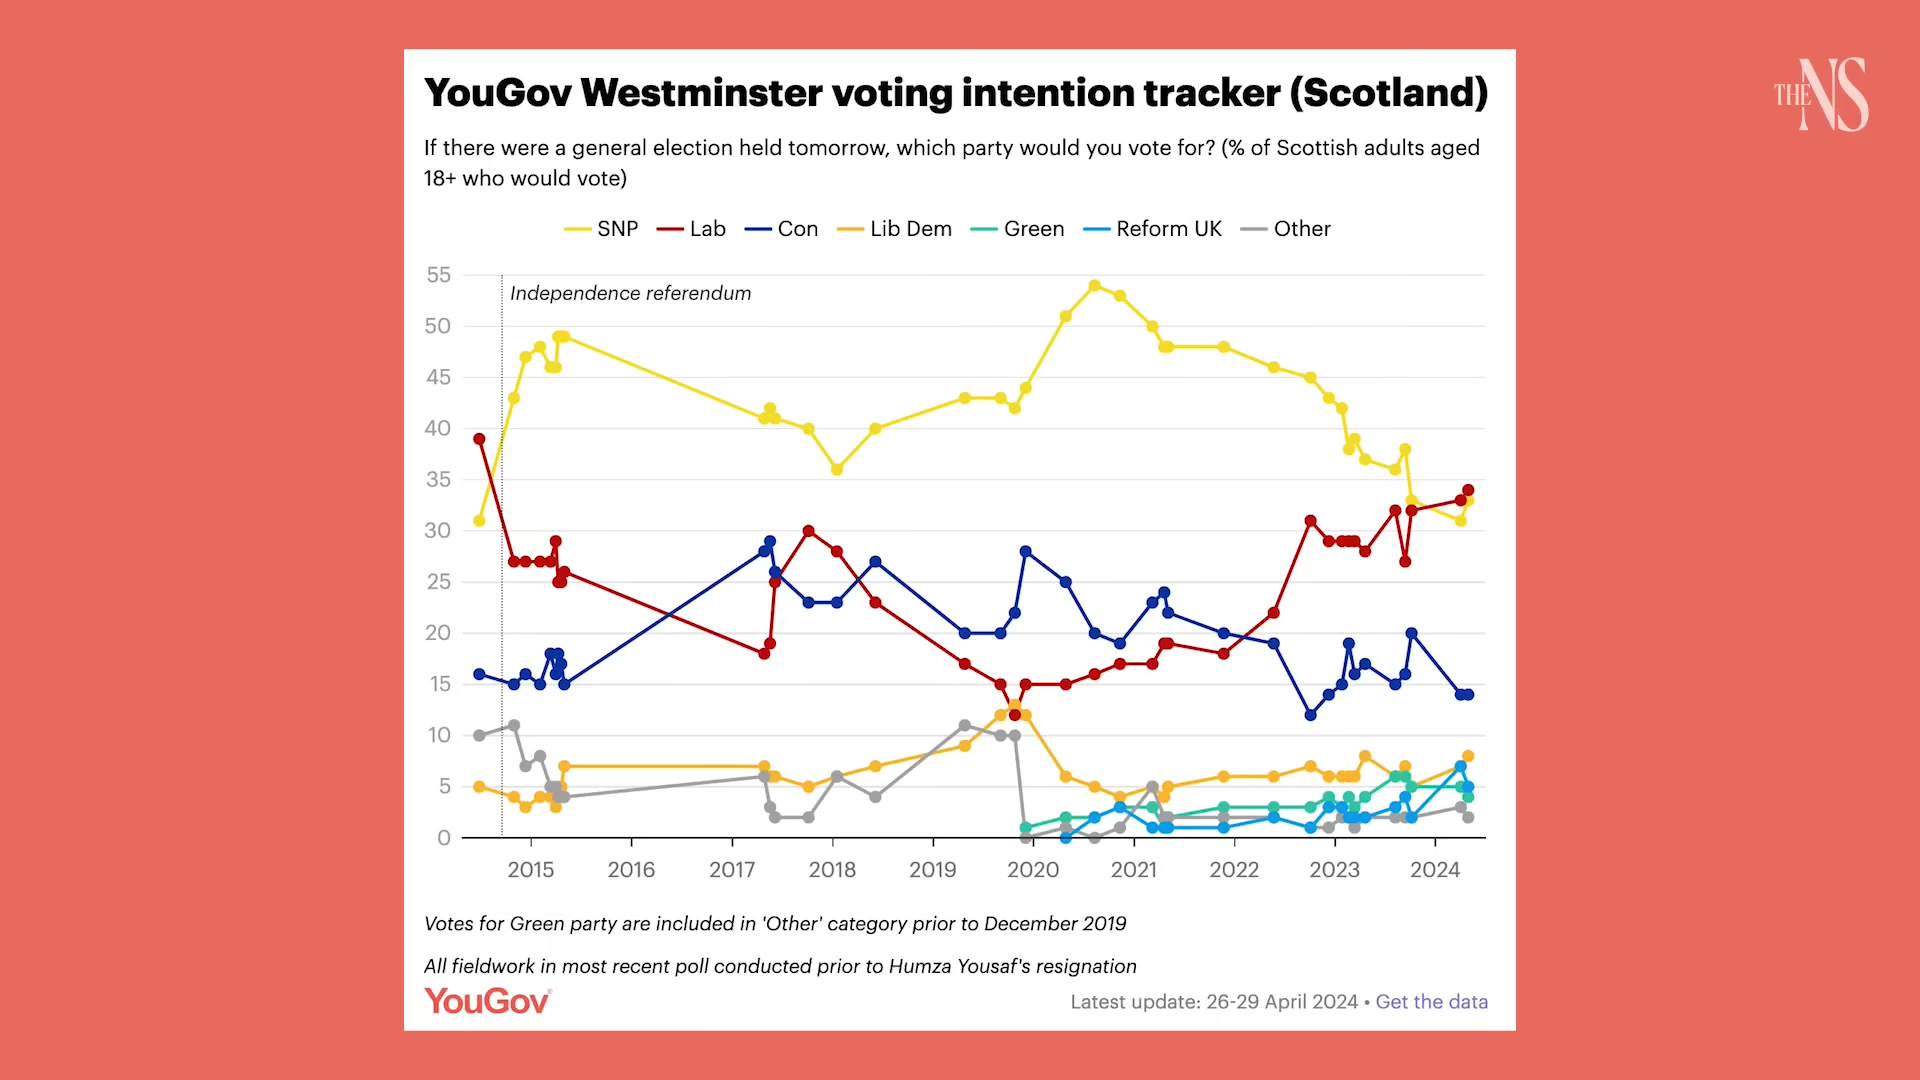 THE NS
YouGov Westminster voting intention tracker (Scotland)
If there were a general election held tomorrow, which party would you vote for? (% of Scottish adults aged
18+ who would vote)
SNP Lab Con Lib Dem Green Reform UK Other
55
Independence referendum
50
45
40
35
30
25
20
15
10
5
0
2015 2016 2017 2018 2019 2020 2021 2022 2023 2024
Votes for Green party are included in 'Other' category prior to December 2019
All fieldwork in most recent poll conducted prior to Humza Yousaf's resignation
YouGov®
Latest update: 26-29 April 2024 • Get the data